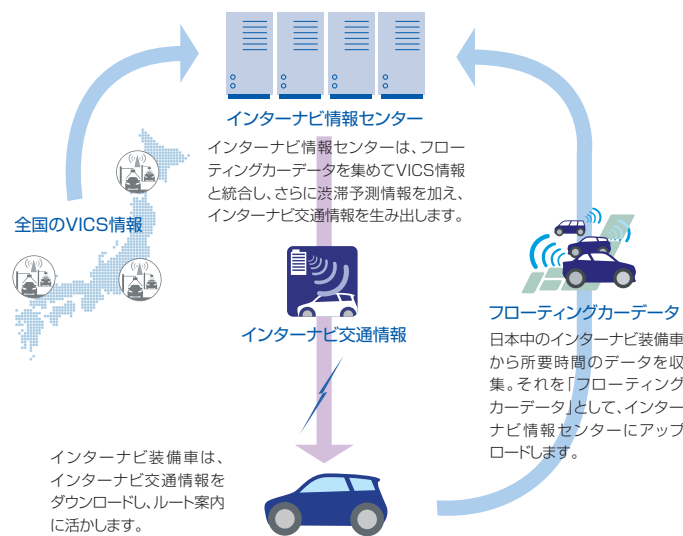 インターナビ情報センター
インターナビ情報センターは、フロー
ティングカーデータを集めてVICS情報
と統合し、さらに渋滞予測情報を加え、
インターナビ交通情報を生み出します。
全国のVICS情報
インターナビ交通情報
フローティングカーデータ
日本中のインターナビ装備車
から所要時間のデータを収
集。それを「フローティング
カーデータ」として、インター
ナビ情報センターにアップ
ロードします。
インターナビ装備車は、
インターナビ交通情報を
ダウンロードし、ルート案内
に活かします。